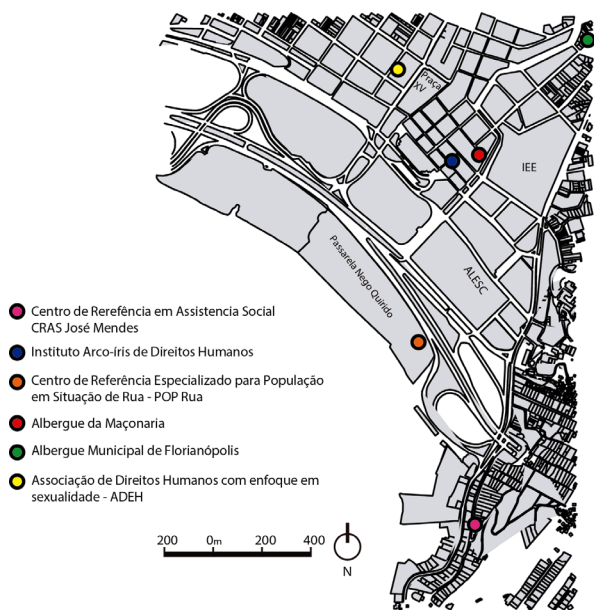 Praça
XV
IEE
ALESC
Passarela Nego Quirido
Centro de Rerefência em Assistencia Social
CRAS José Mendes
Instituto Arco-íris de Direitos Humanos
Centro de Referência Especializado para População
em Situação de Rua - POP Rua
Albergue da Maçonaria
Albergue Municipal de Florianópolis
Associação de Direitos Humanos com enfoque em
sexualidade - ADEH
200 0m 200 400
N